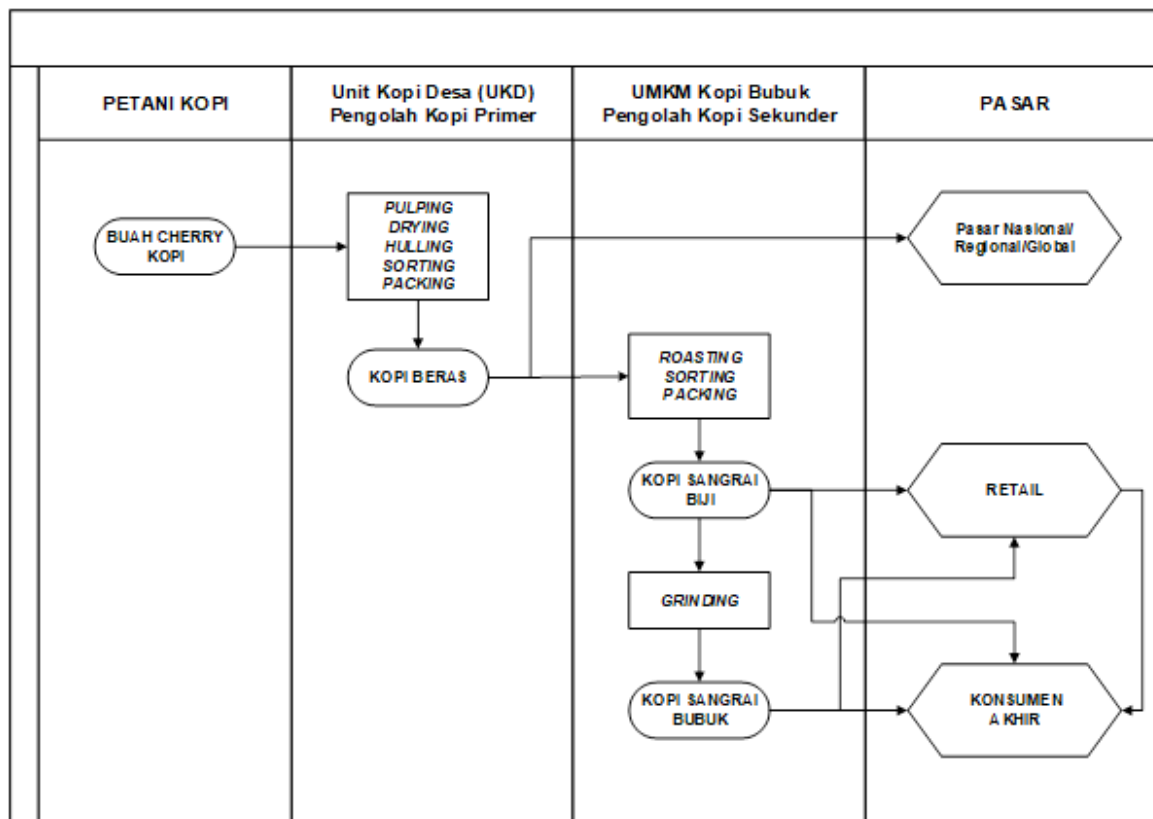 PETANI KOPI
Unit Kopi Desa (UKD)
Pengolah Kopi Primer
UMKM Kopi Bubuk
Pengolah Kopi Sekunder
PASAR
BUAH CHERRY
KOPI
PULPING
DRYING
HULLING
SORTING
PACKING
Pasar Nasional/
Regional/Global
KOPI BERAS
ROASTING
SORTING
PACKING
KOPI SANGRAI
BIJI
RETAIL
GRINDING
KOPI SANGRAI
BUBUK
KONSUMEN
AKHIR